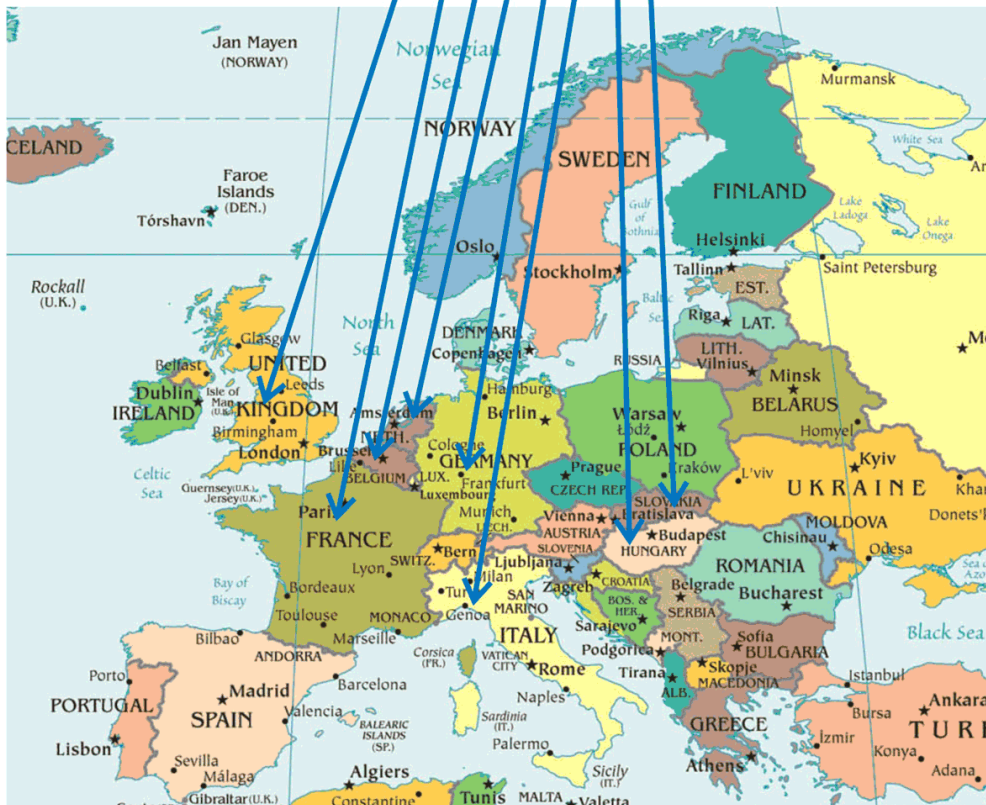 Jan Mayen
(NORWAY)
Norwegian
Sea
Murmansk
White Sea
NORWAY
CELAND
SWEDEN
Faroe
Islands
(DEN.)
Tórshavn
FINLAND
Lake
Ladoga
Lake
Onega
Gulf
of
Bothnia
Oslo
Helsinki
Stockholm
Tallinn
Saint Petersburg
EST.
Rockall
(U.K.)
Baltic
Sea
Riga
LAT.
North
Sea
DENMARK
Copenhagen
Glasgow
LITH.
Vilnius
RUSSIA
UNITED
Belfast
Minsk
Leeds
Hamburg
Dublin
IRELAND
Isle of
Man
(U.K.)
KINGDOM
Amsterdam
Berlin
Warsaw
BELARUS
Birmingham
NETH.
Łódź
Homyel
London
Brussels
Cologne
POLAND
Celtic
Sea
Lille
BELGIUM
GERMANY
Prague
Kraków
L'viv
Kyiv
LUX.
Frankfurt
CZECH REP.
Guernsey (U.K.)
Jersey (U.K.)
Luxembourg
UKRAINE
SLOVAKIA
Paris
Munich
Vienna
Bratislava
MOLDOVA
LIECH.
AUSTRIA
Budapest
Chisinau
FRANCE
SWITZ.
Bern
SLOVENIA
HUNGARY
Odesa
Lyon
Ljubljana
ROMANIA
Milan
Zagreb
CROATIA
Bay of
Biscay
Bordeaux
SAN
MARINO
BOS. &
HER.
Belgrade
SERBIA
Bucharest
Toulouse
MONACO
Genoa
Sarajevo
Bilbao
Marseille
ITALY
MONT.
Sofia
Black Sea
ANDORRA
Corsica
(FR.)
VATICAN
CITY
Podgorica
BULGARIA
Porto
Rome
Tirana
Skopje
MACEDONIA
Istanbul
Barcelona
Madrid
Naples
ALB.
Ankara
PORTUGAL
SPAIN
Valencia
Bursa
BALEARIC
ISLANDS
(SP.)
Sardinia
(IT.)
GREECE
Lisbon
Palermo
İzmir
Konya
Sevilla
Málaga
Sicily
(IT.)
Athens
Adana
Gibraltar (U.K.)
Algiers
Constantine
Tunis
MALTA
Valetta